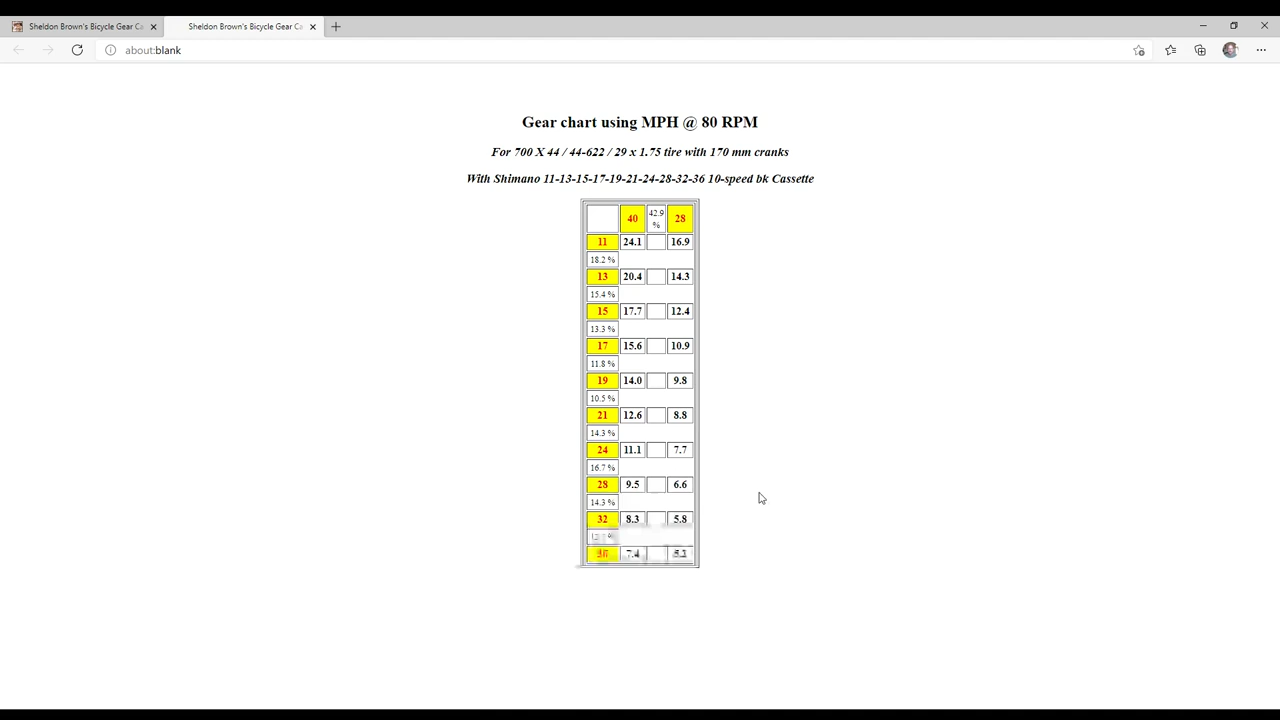 Sheldon Brown's Bicycle Gear Ca
Sheldon Brown's Bicycle Gear Ca
about:blank
Gear chart using MPH @ 80 RPM
For 700 X 44 / 44-622 / 29 x 1.75 tire with 170 mm cranks
With Shimano 11-13-15-17-19-21-24-28-32-36 10-speed bk Cassette
40 42.9 % 28
11 24.1 16.9
18.2 %
13 20.4 14.3
15.4 %
15 17.7 12.4
13.3 %
17 15.6 10.9
11.8 %
19 14.0 9.8
10.5 %
21 12.6 8.8
14.3 %
24 11.1 7.7
16.7 %
28 9.5 6.6
14.3 %
32 8.3 5.8
36 7.4